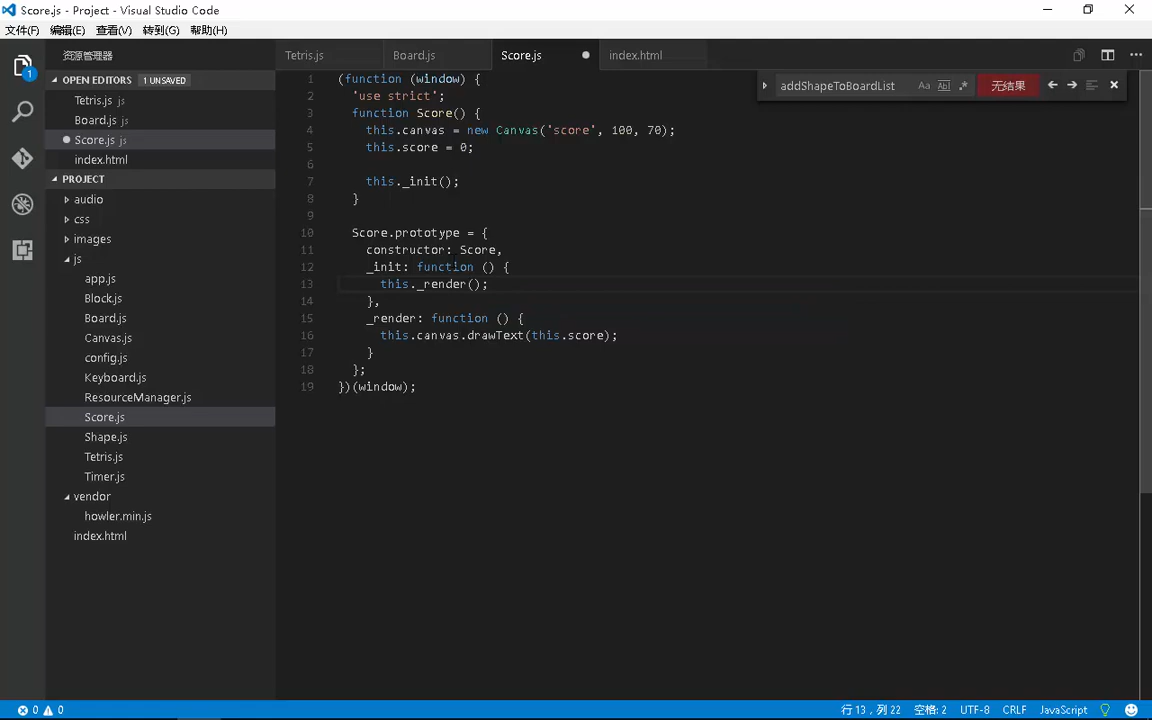 Score.js - Project - Visual Studio Code
文件(F) 编辑(E) 查看(V) 转到(G) 帮助(H)
资源管理器
Tetris.js Board.js Score.js index.html
OPEN EDITORS 1 UNSAVED
Tetris.js js
Board.js js
Score.js js
index.html
PROJECT
audio
css
images
js
app.js
Block.js
Board.js
Canvas.js
config.js
Keyboard.js
ResourceManager.js
Score.js
Shape.js
Tetris.js
Timer.js
vendor
howler.min.js
index.html
1
addShapeToBoardList Aa Ab| .* 无结果
1 (function (window) {
2 'use strict';
3 function Score() {
4 this.canvas = new Canvas('score', 100, 70);
5 this.score = 0;
6
7 this._init();
8 }
9
10 Score.prototype = {
11 constructor: Score,
12 _init: function () {
13 this._render();
14 },
15 _render: function () {
16 this.canvas.drawText(this.score);
17 }
18 };
19 })(window);
0 0 行 13，列 22 空格: 2 UTF-8 CRLF JavaScript